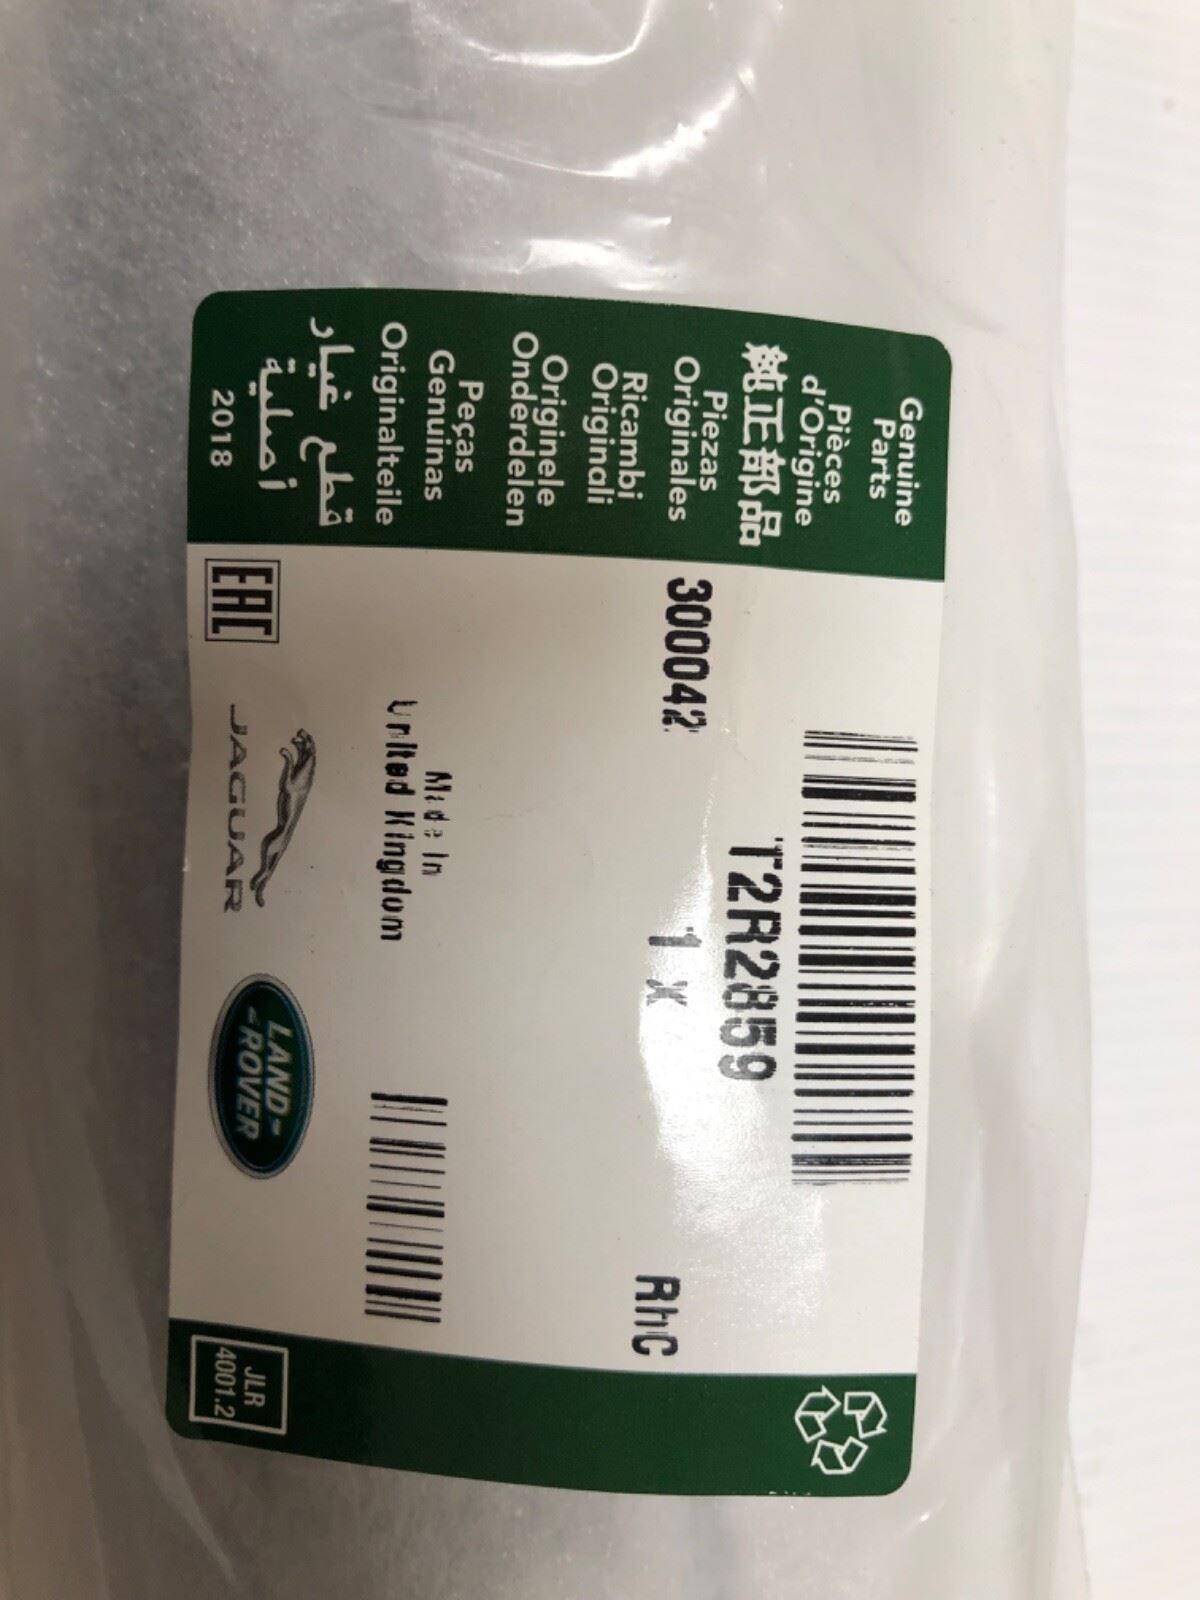 Genuine
Parts
Pièces
d'Origine
純正部品
Piezas
Originales
Ricambi
Originali
Originele
Onderdelen
Peças
Genuinas
Originalteile
قطع غيار
أصلية
2018
T2R2859
300042
1 x
RhC
Made In
United Kingdom
EAC
JAGUAR
LAND-
-ROVER
JLR
4001.2